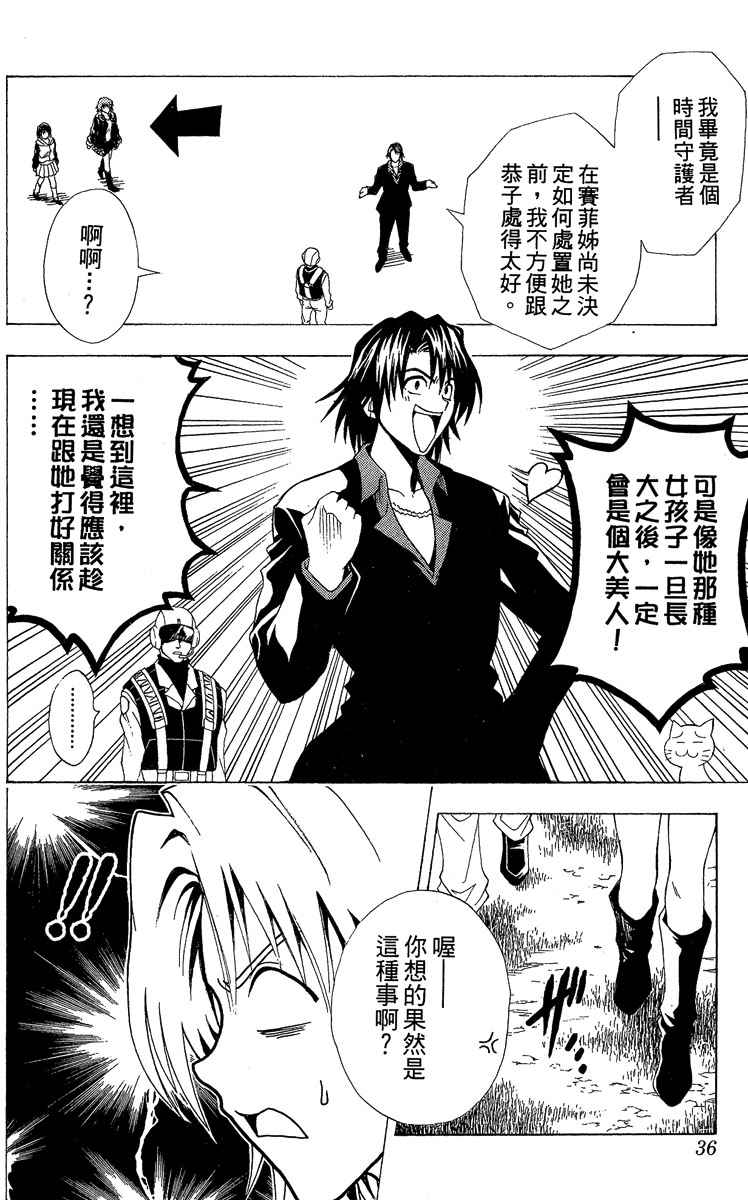 我畢竟是個
時間守護者
——
在賽菲姊尚未決
定如何處置她之
前，我不方便跟
恭子處得太好。
啊啊…？
可是像她那種
女孩子一旦長
大之後，一定
會是個大美人！
一想到這裡，
我還是覺得應該趁
現在跟她打好關係
……
………
喔——
你想的果然是
這種事啊？
!!
36